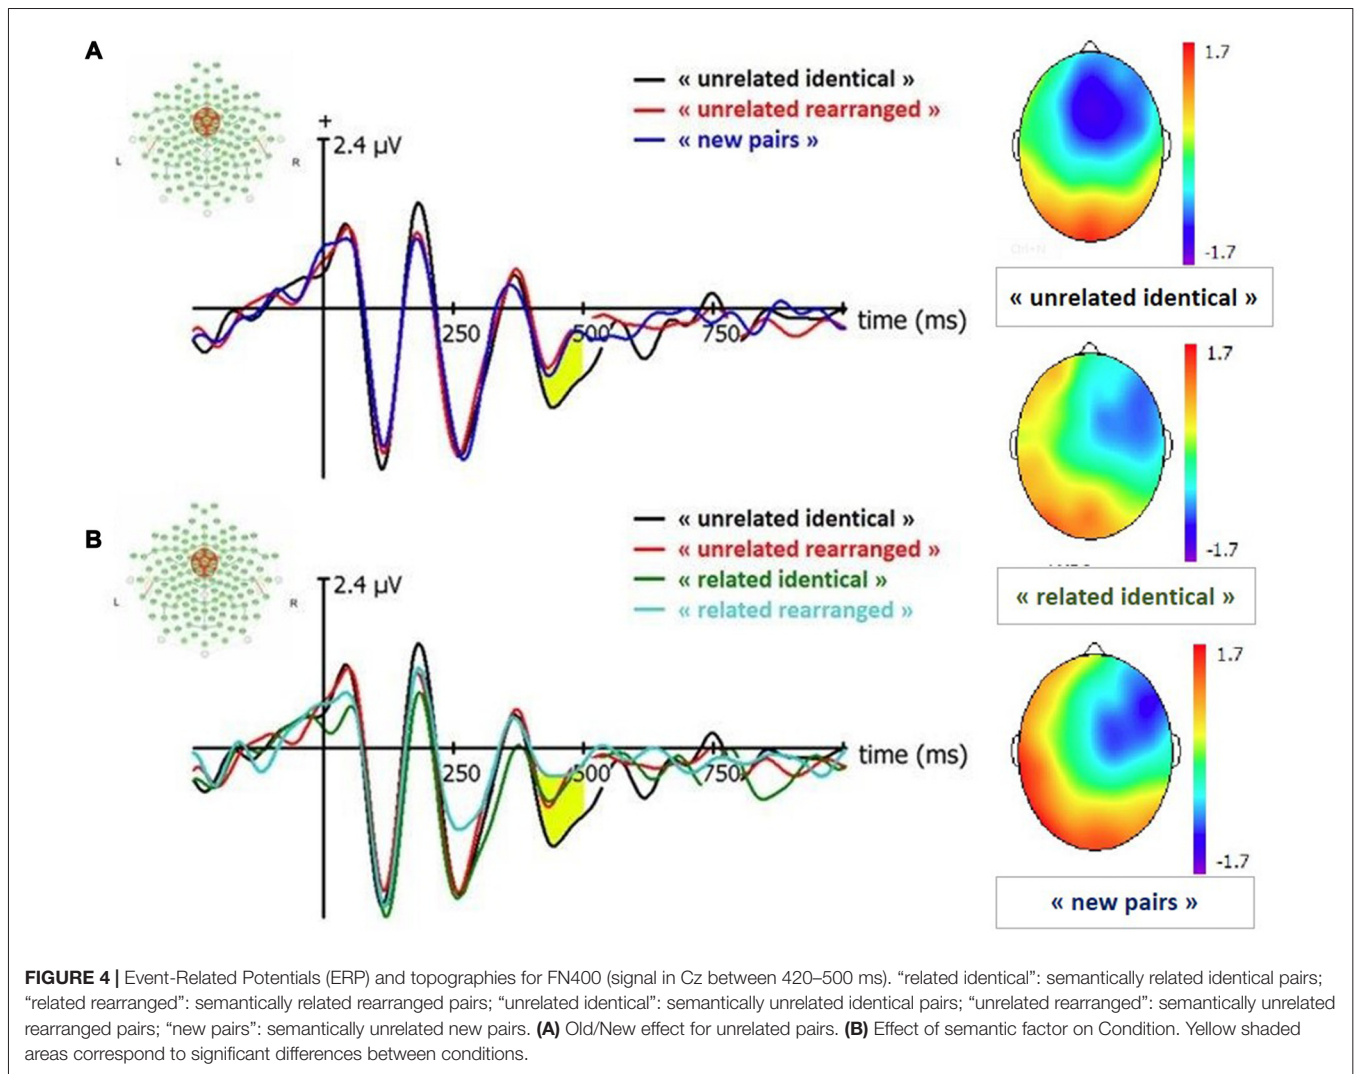 A
L
R
+
2.4 µV
« unrelated identical »
« unrelated rearranged »
« new pairs »
250
500
750
time (ms)
1.7
-1.7
Ctrl+N
« unrelated identical »
1.7
-1.7
« related identical »
B
L
R
2.4 µV
« unrelated identical »
« unrelated rearranged »
« related identical »
« related rearranged »
250
500
750
time (ms)
1.7
-1.7
« new pairs »
FIGURE 4 | Event-Related Potentials (ERP) and topographies for FN400 (signal in Cz between 420–500 ms). “related identical”: semantically related identical pairs;
“related rearranged”: semantically related rearranged pairs; “unrelated identical”: semantically unrelated identical pairs; “unrelated rearranged”: semantically unrelated
rearranged pairs; “new pairs”: semantically unrelated new pairs. (A) Old/New effect for unrelated pairs. (B) Effect of semantic factor on Condition. Yellow shaded
areas correspond to significant differences between conditions.